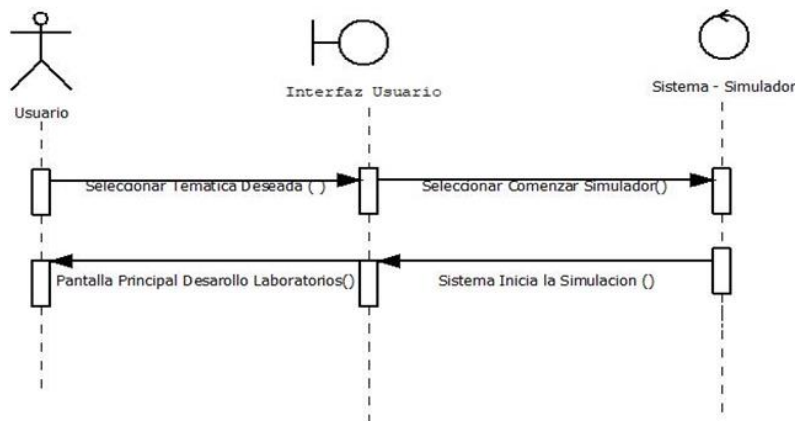 Usuario
Interfaz Usuario
Sistema - Simulador
Seleccionar Tematica Deseada ( )
Seleccionar Comenzar Simulador()
Pantalla Principal Desarollo Laboratorios()
Sistema Inicia la Simulacion ()